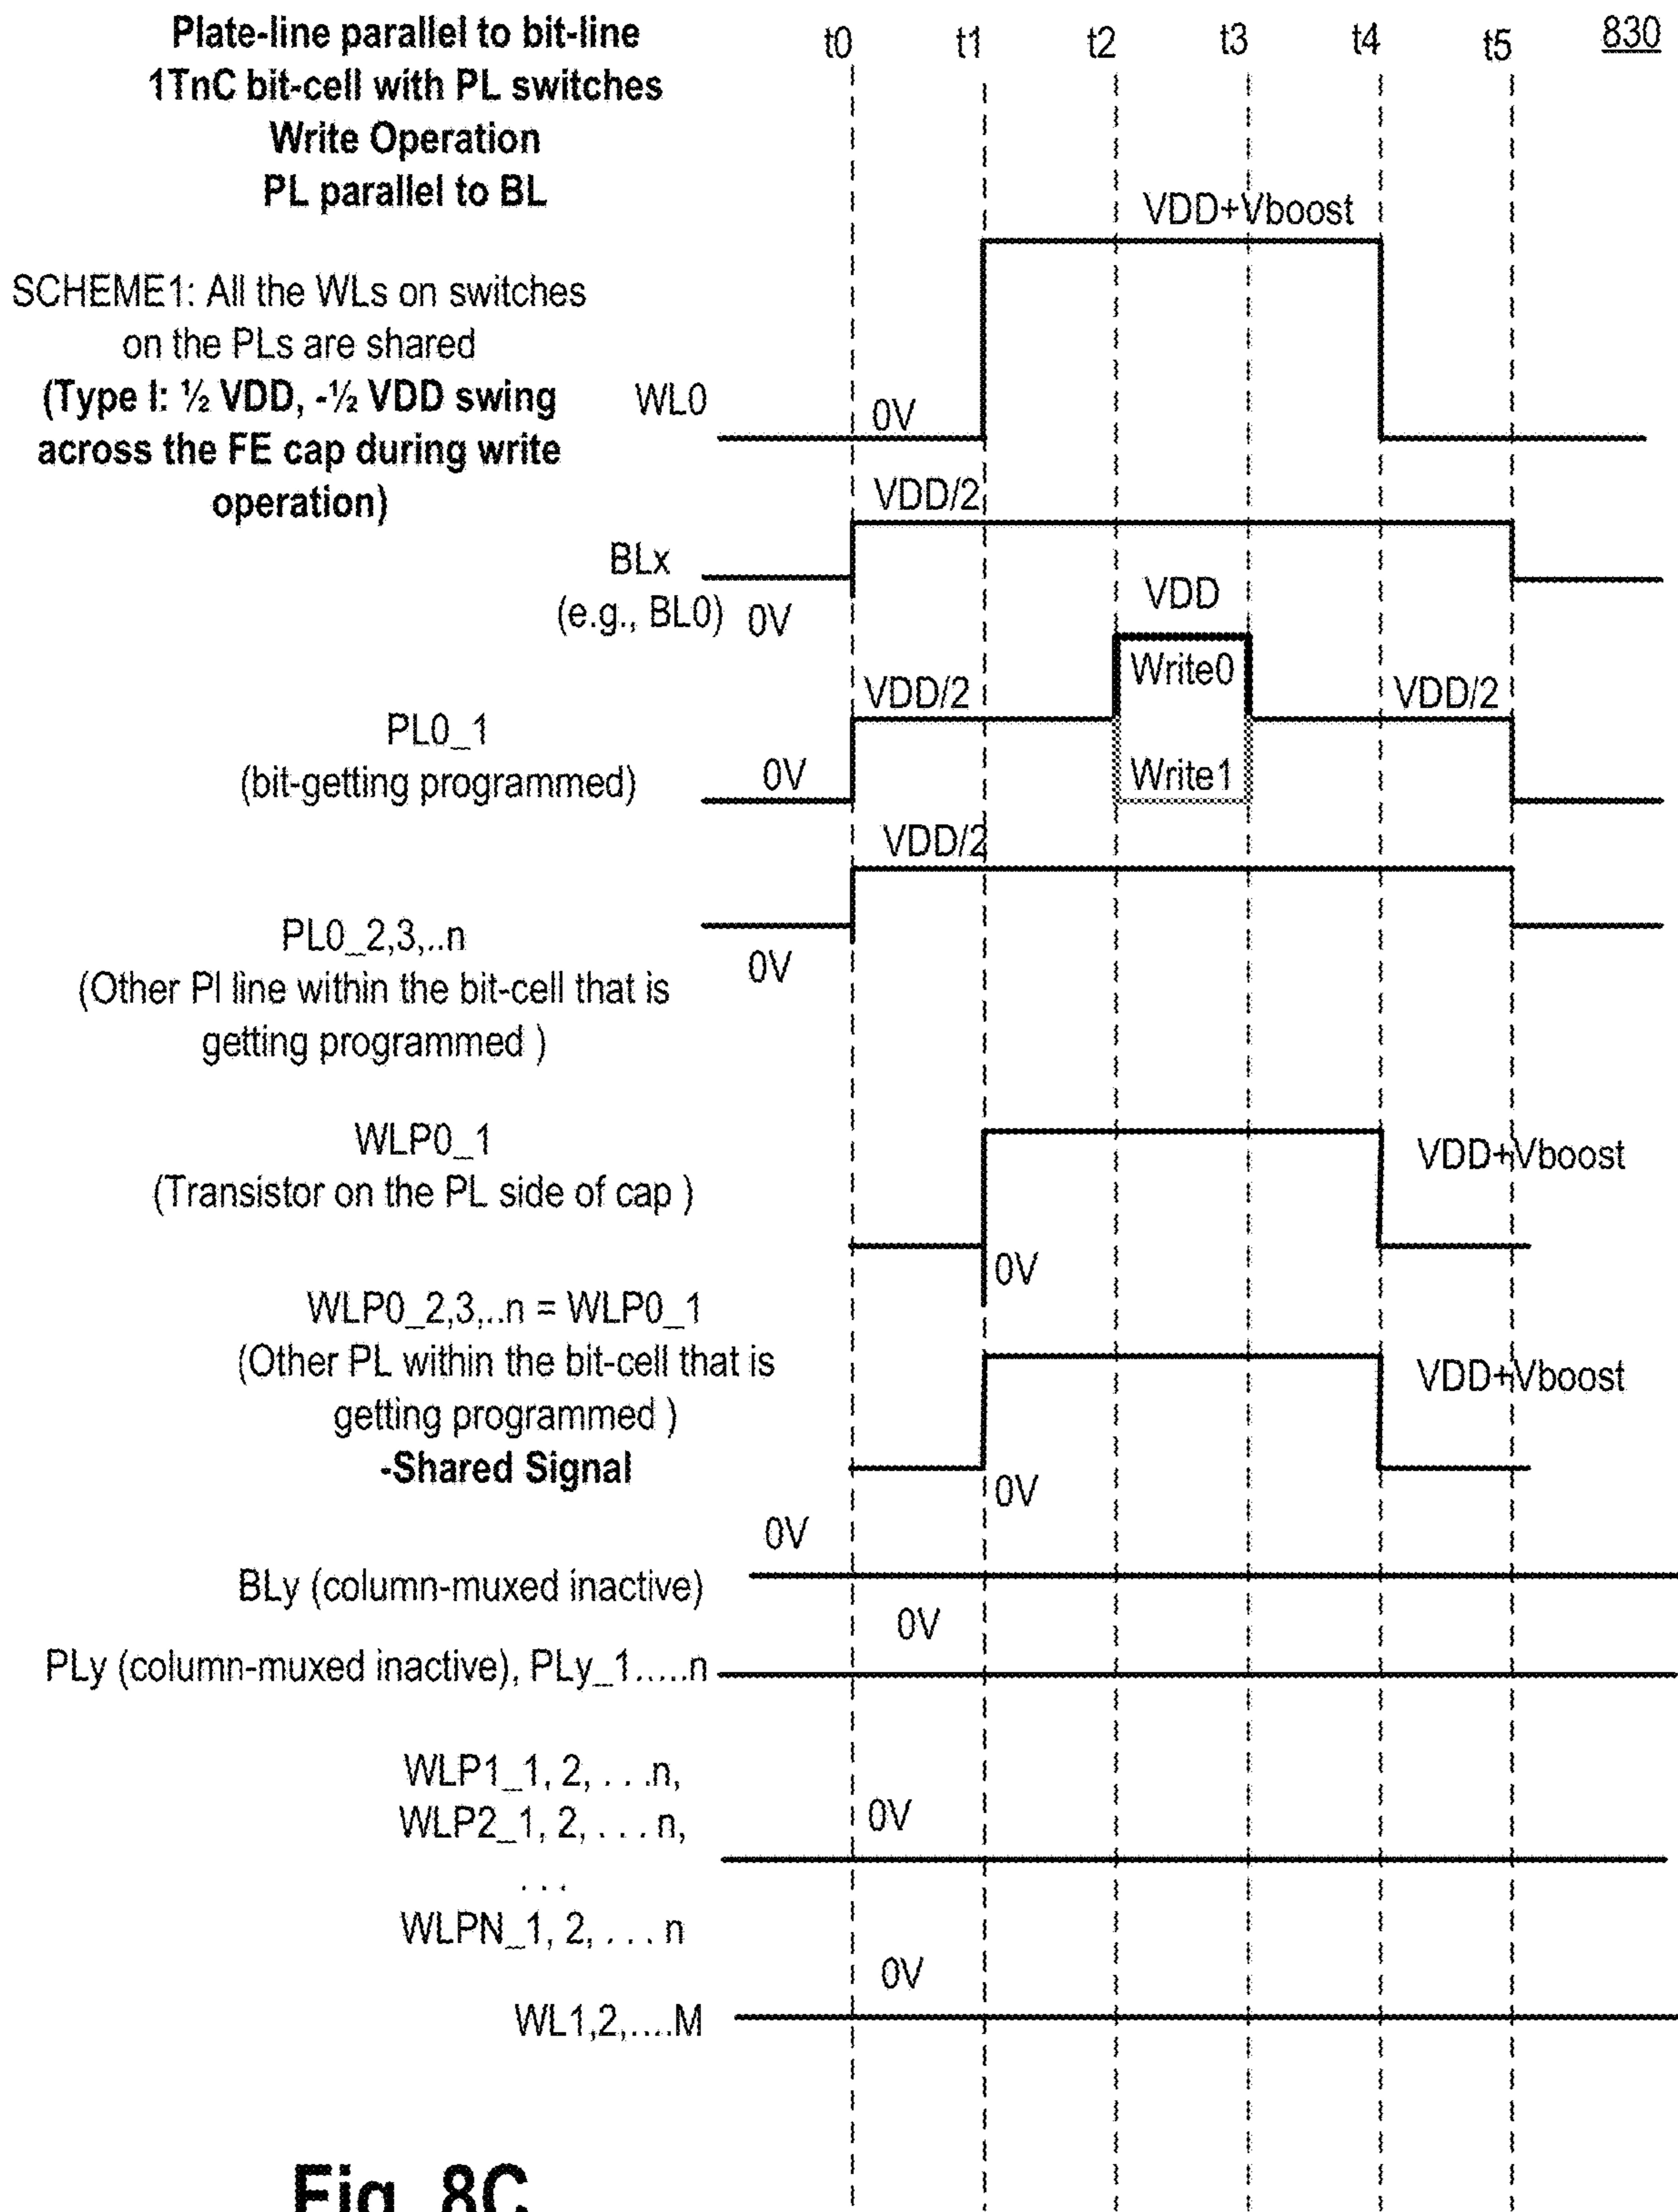 Plate-line parallel to bit-line
1TnC bit-cell with PL switches
Write Operation
PL parallel to BL
t0 t1 t2 t3 t4 t5 830
VDD+Vboost
SCHEME1: All the WLs on switches
on the PLs are shared
(Type I: ½ VDD, -½ VDD swing
across the FE cap during write
operation)
WL0 0V
VDD/2
BLx
(e.g., BL0) 0V
VDD
Write0
VDD/2 VDD/2
PL0_1
(bit-getting programmed) 0V Write1
VDD/2
PL0_2,3,..n
0V
(Other Pl line within the bit-cell that is
getting programmed )
WLP0_1 VDD+Vboost
(Transistor on the PL side of cap )
0V
WLP0_2,3,..n = WLP0_1
(Other PL within the bit-cell that is VDD+Vboost
getting programmed )
-Shared Signal
0V
0V
BLy (column-muxed inactive)
0V
PLy (column-muxed inactive), PLy_1.....n
WLP1_1, 2, . . .n,
WLP2_1, 2, . . . n, 0V
. . .
WLPN_1, 2, . . . n
0V
WL1,2,....M
Fig. 8C